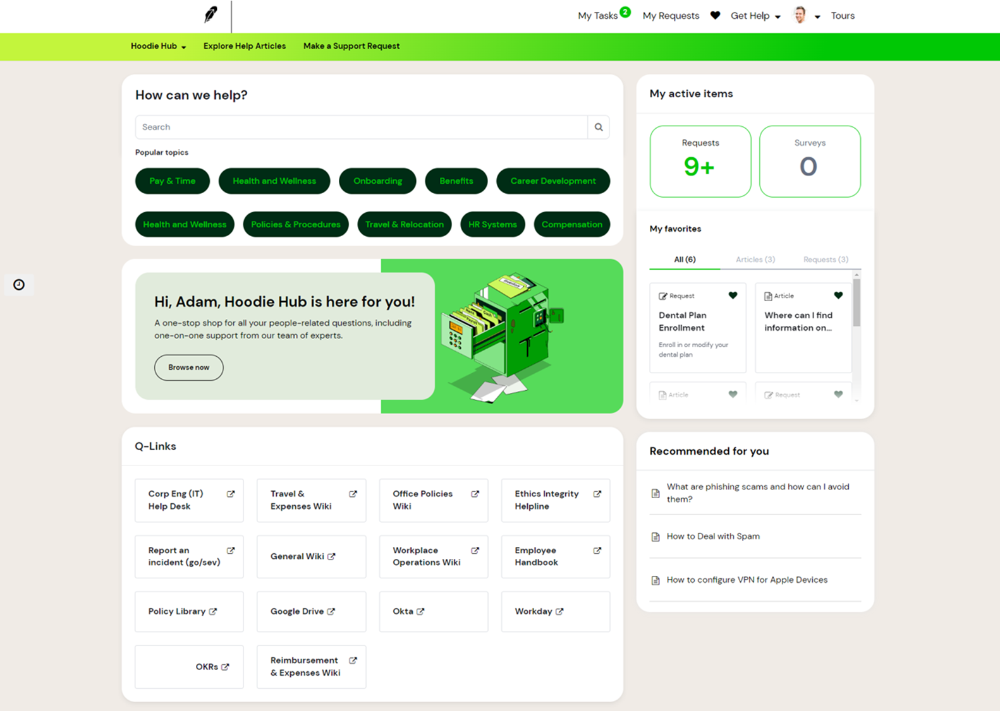 My Tasks 2 My Requests Get Help Tours
Hoodie Hub Explore Help Articles Make a Support Request
How can we help?
Search
Popular topics
Pay & Time Health and Wellness Onboarding Benefits Career Development
Health and Wellness Policies & Procedures Travel & Relocation HR Systems Compensation
Hi, Adam, Hoodie Hub is here for you!
A one-stop shop for all your people-related questions, including
one-on-one support from our team of experts.
Browse now
Inventory
Cash
Payroll
Q-Links
Corp Eng (IT)
Help Desk
Travel &
Expenses Wiki
Office Policies
Wiki
Ethics Integrity
Helpline
Report an
incident (go/sev)
General Wiki
Workplace
Operations Wiki
Employee
Handbook
Policy Library
Google Drive
Okta
Workday
OKRs
Reimbursement
& Expenses Wiki
My active items
Requests
9+
Surveys
0
My favorites
All (6) Articles (3) Requests (3)
Request
Dental Plan
Enrollment
Enroll in or modify your
dental plan
Article
Where can I find
information on...
Article
Request
Recommended for you
What are phishing scams and how can I avoid
them?
How to Deal with Spam
How to configure VPN for Apple Devices